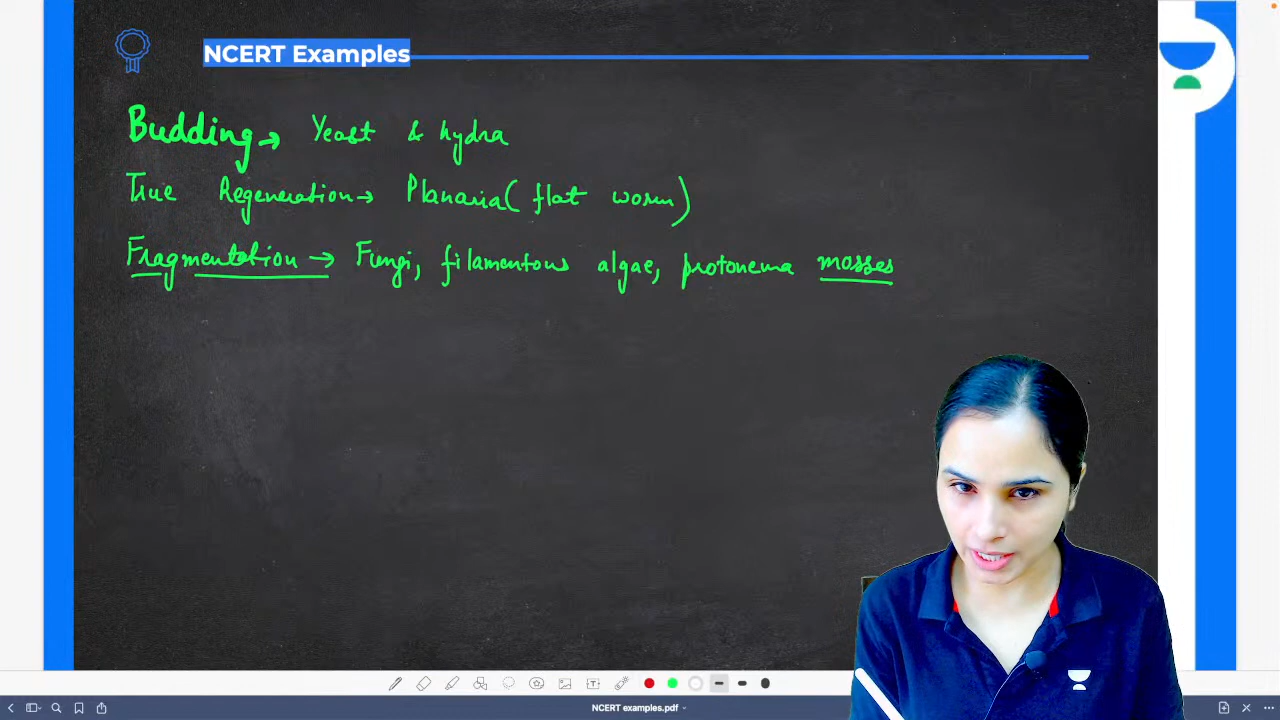 NCERT Examples
Budding → Yeast & hydra
True Regeneration → Planaria (flat worm)
Fragmentation → Fungi, filamentous algae, protonema mosses
NCERT examples.pdf